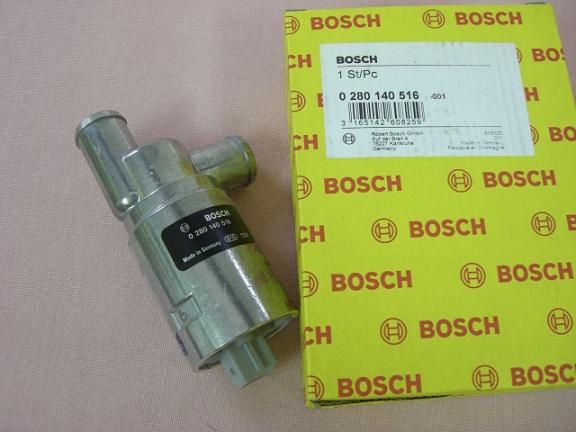 BOSCH
1 St/Pc
0 280 140 516 -001
3 165142 608259
Robert Bosch GmbH
Auf der Breit 4
76227 Karlsruhe
Germany
Made in Germany
BOSCH
0 280 140 516
Made in Germany 12V
BOSCH
BOSCH
BOSCH
BOSCH
BOSCH
BOSCH
BOSCH
BOSCH
BOSCH
BOSCH